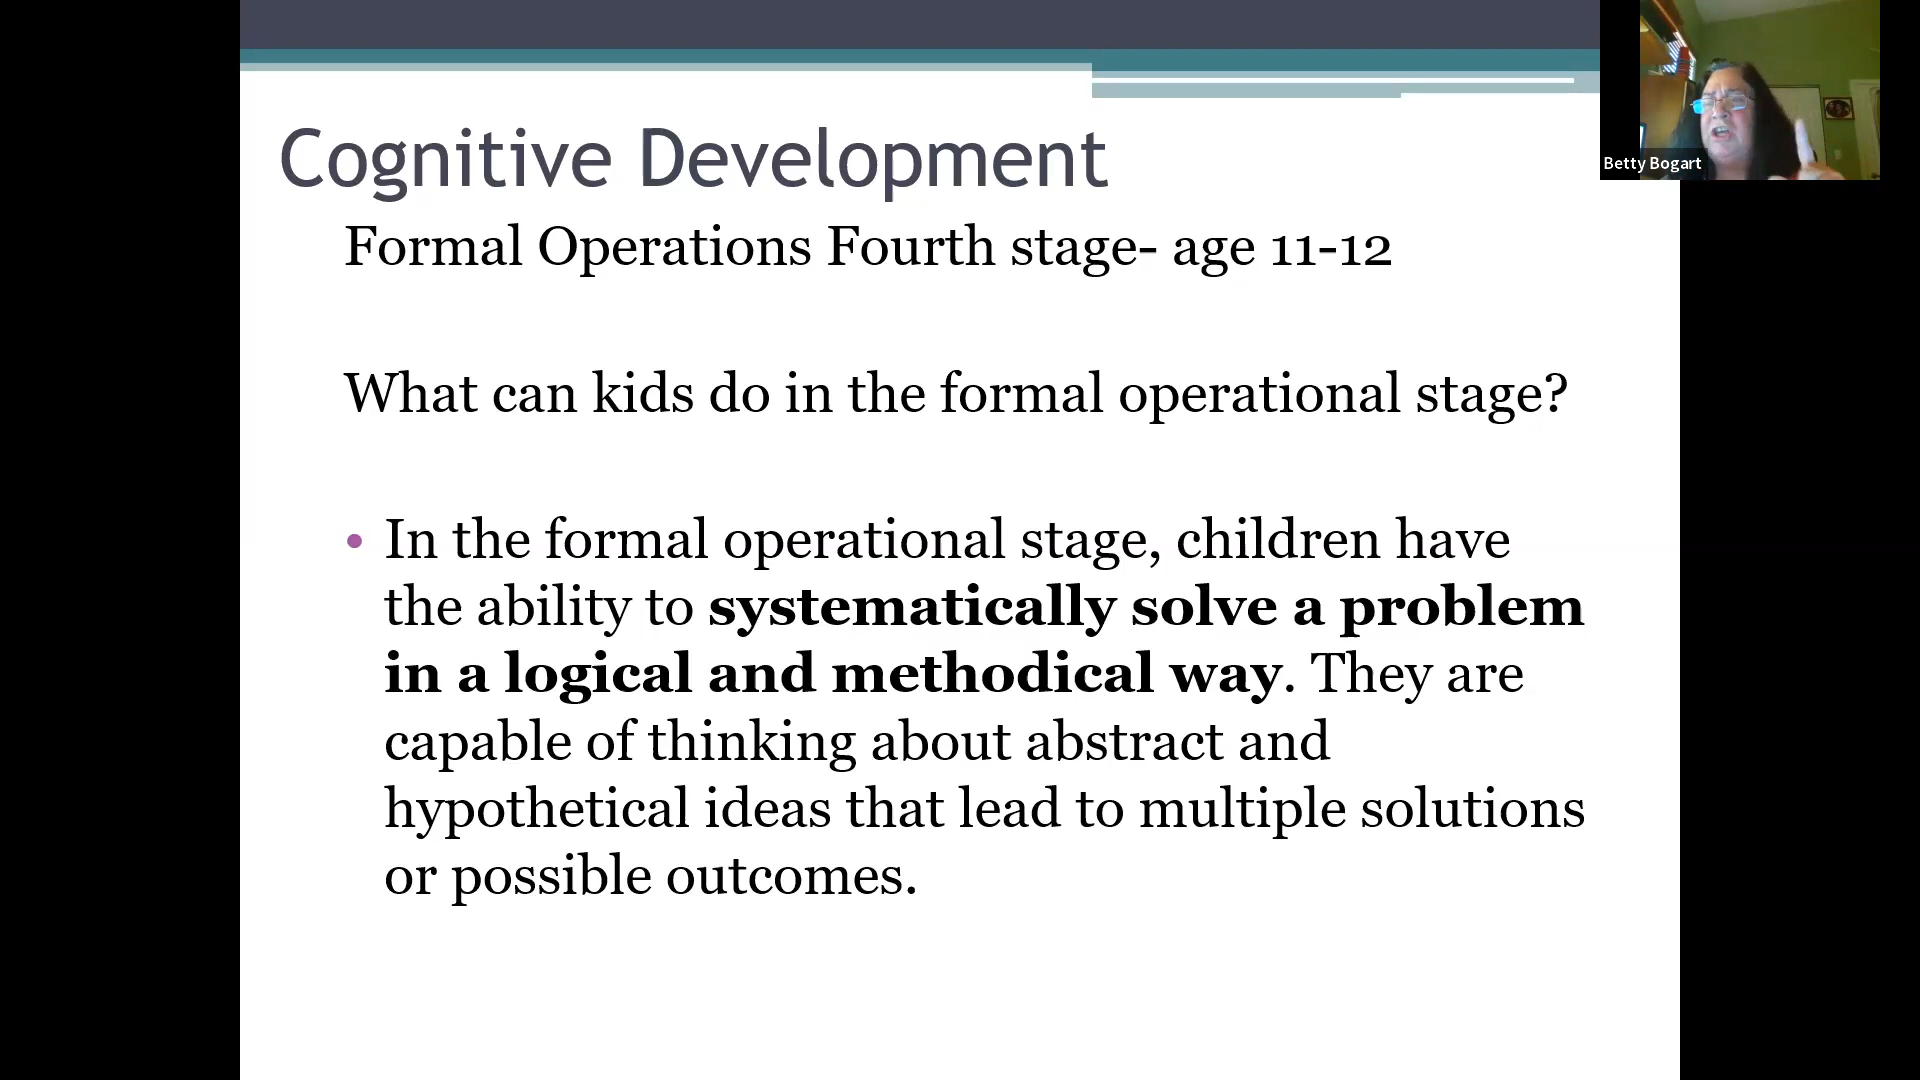 Betty Bogart
Cognitive Development
Formal Operations Fourth stage- age 11-12
What can kids do in the formal operational stage?
• In the formal operational stage, children have
the ability to systematically solve a problem
in a logical and methodical way. They are
capable of thinking about abstract and
hypothetical ideas that lead to multiple solutions
or possible outcomes.